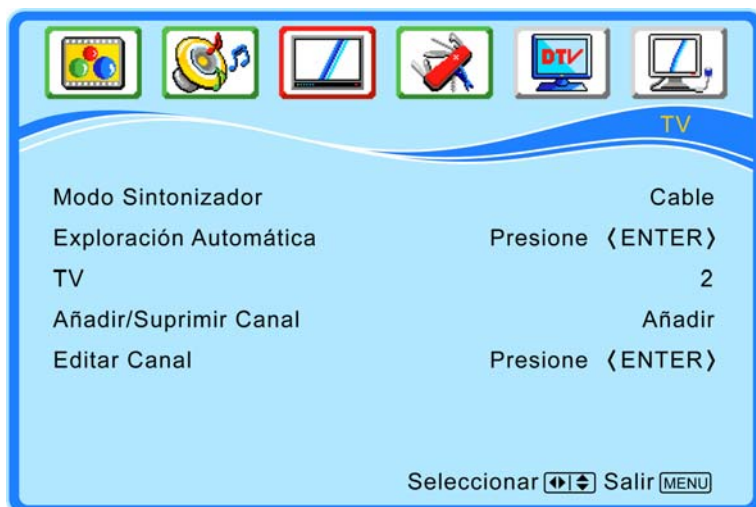 DTV
TV
Modo Sintonizador Cable
Exploración Automática Presione 〈ENTER〉
TV 2
Añadir/Suprimir Canal Añadir
Editar Canal Presione 〈ENTER〉
Seleccionar Salir MENU